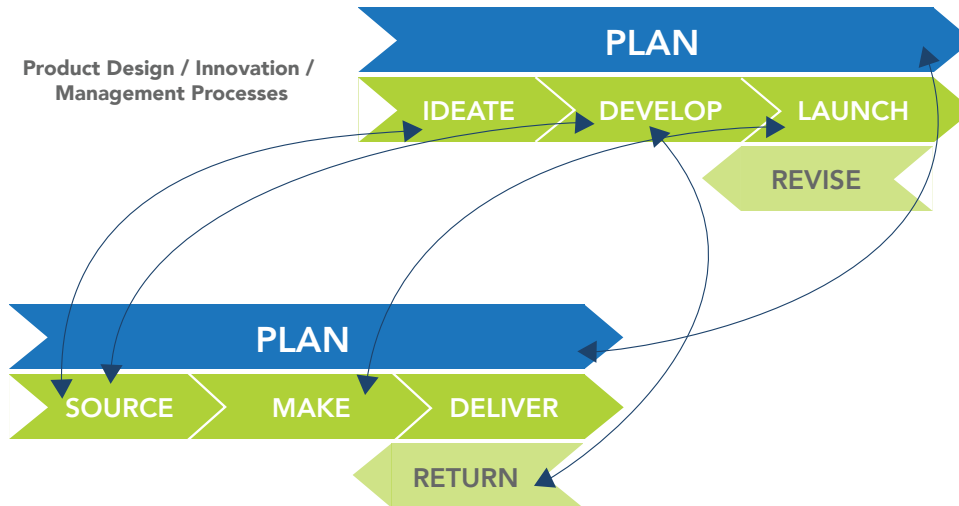 PLAN
Product Design / Innovation /
Management Processes
IDEATE
DEVELOP
LAUNCH
REVISE
PLAN
SOURCE
MAKE
DELIVER
RETURN